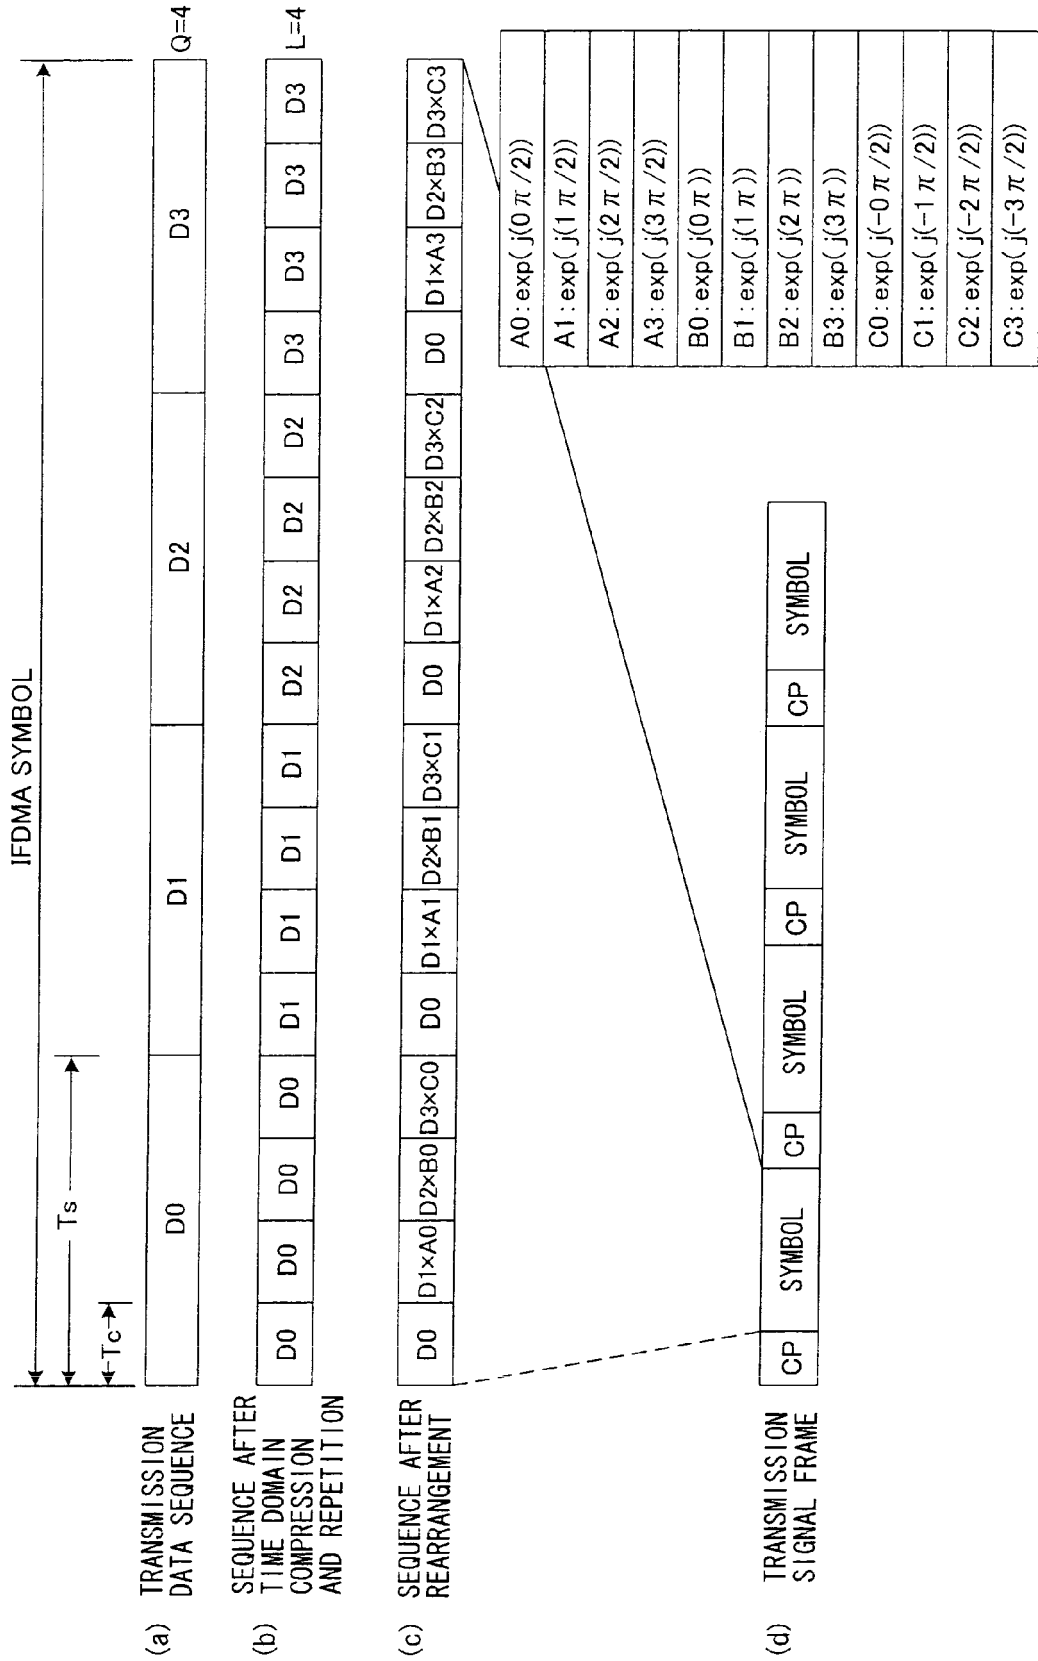 IFDMA SYMBOL
Ts
Tc
(a) TRANSMISSION
DATA SEQUENCE
D0 D1 D2 D3 Q=4
(b) SEQUENCE AFTER
TIME DOMAIN
COMPRESSION
AND REPETITION
D0 D0 D0 D0 D1 D1 D1 D1 D2 D2 D2 D2 D3 D3 D3 D3 L=4
(c) SEQUENCE AFTER
REARRANGEMENT
D0 D1×A0 D2×B0 D3×C0 D0 D1×A1 D2×B1 D3×C1 D0 D1×A2 D2×B2 D3×C2 D0 D1×A3 D2×B3 D3×C3
A0:exp( j(0π/2))
A1:exp( j(1π/2))
A2:exp( j(2π/2))
A3:exp( j(3π/2))
B0:exp( j(0π))
B1:exp( j(1π))
B2:exp( j(2π))
B3:exp( j(3π))
C0:exp( j(-0π/2))
C1:exp( j(-1π/2))
C2:exp( j(-2π/2))
C3:exp( j(-3π/2))
(d) TRANSMISSION
SIGNAL FRAME
CP SYMBOL CP SYMBOL CP SYMBOL CP SYMBOL